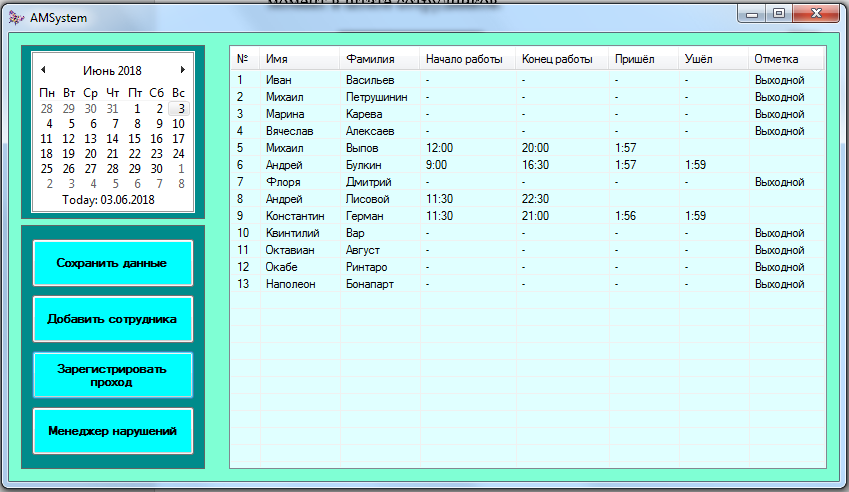 AMSystem
Июнь 2018
Пн Вт Ср Чт Пт Сб Вс
28 29 30 31 1 2 3
4 5 6 7 8 9 10
11 12 13 14 15 16 17
18 19 20 21 22 23 24
25 26 27 28 29 30 1
2 3 4 5 6 7 8
Today: 03.06.2018
Сохранить данные
Добавить сотрудника
Зарегистрировать
проход
Менеджер нарушений
№ Имя Фамилия Начало работы Конец работы Пришёл Ушёл Отметка
1 Иван Васильев - - - - Выходной
2 Михаил Петрушинин - - - - Выходной
3 Марина Карева - - - - Выходной
4 Вячеслав Алексаев - - - - Выходной
5 Михаил Выпов 12:00 20:00 1:57
6 Андрей Булкин 9:00 16:30 1:57 1:59
7 Флоря Дмитрий - - - - Выходной
8 Андрей Лисовой 11:30 22:30
9 Константин Герман 11:30 21:00 1:56 1:59
10 Квинтилий Вар - - - - Выходной
11 Октавиан Август - - - - Выходной
12 Окабе Ринтаро - - - - Выходной
13 Наполеон Бонапарт - - - - Выходной